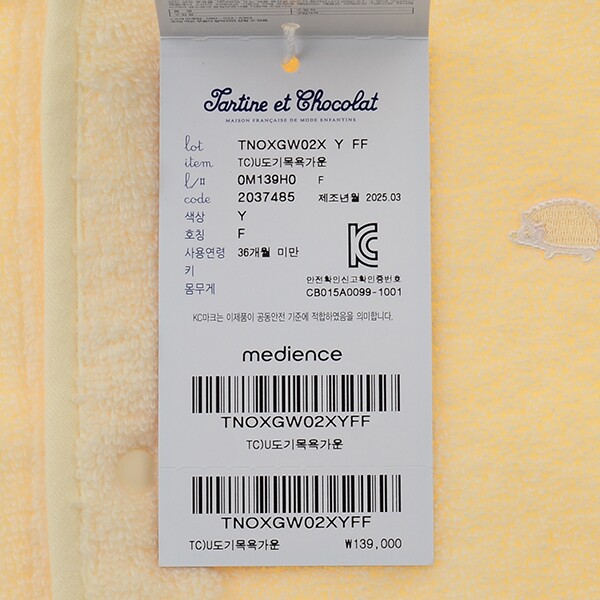 Tartine et Chocolat
MAISON FRANÇAISE DE MODE ENFANTINE
lot TNOXGW02X Y FF
item TC)U도기목욕가운
l/# 0M139H0 F
code 2037485 제조년월 2025.03
색상 Y
호칭 F
사용연령 36개월 미만
키
몸무게
안전확인신고확인증번호
CB015A0099-1001
KC마크는 이제품이 공동안전 기준에 적합하였음을 의미합니다.
medience
TNOXGW02XYFF
TC)U도기목욕가운
TNOXGW02XYFF
TC)U도기목욕가운 ₩139,000